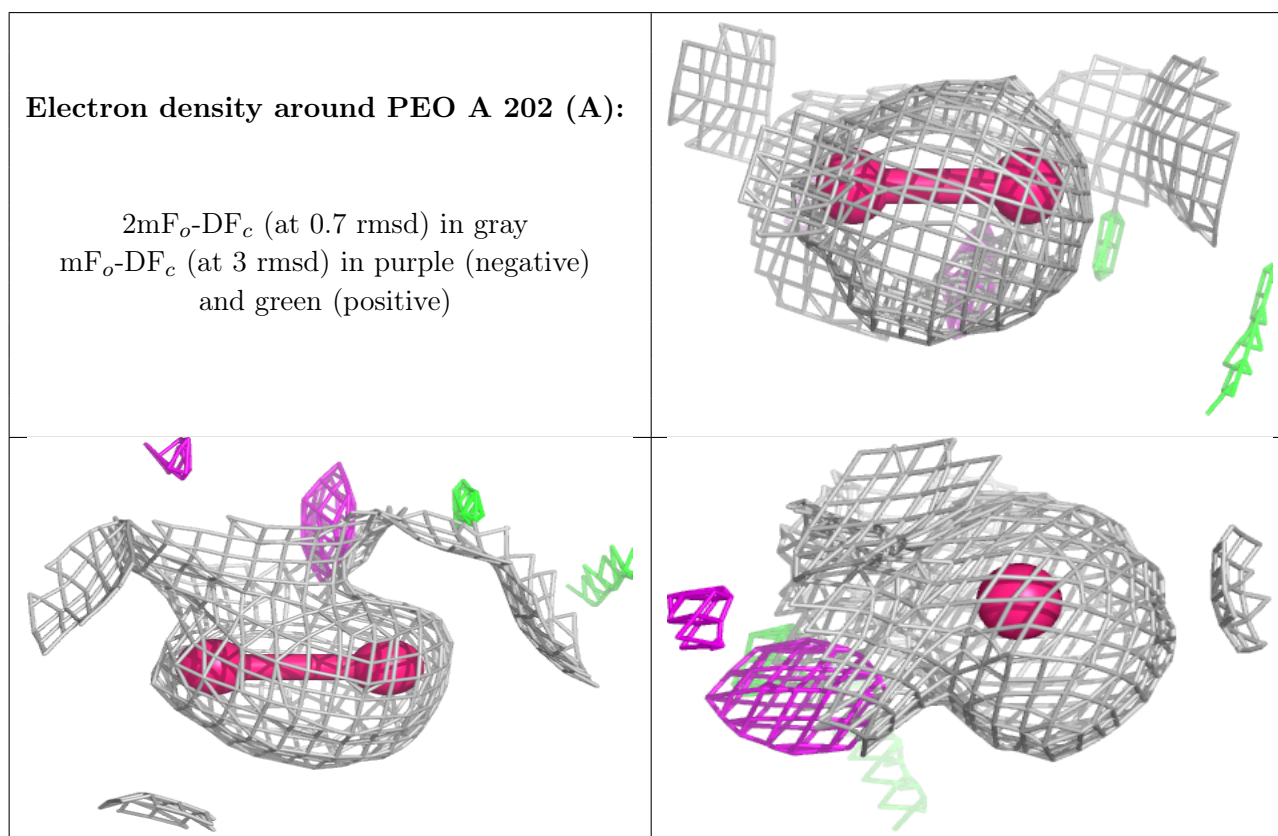 Electron density around PEO A 202 (A):
2mFₒ-DF𝒸 (at 0.7 rmsd) in gray
mFₒ-DF𝒸 (at 3 rmsd) in purple (negative)
and green (positive)